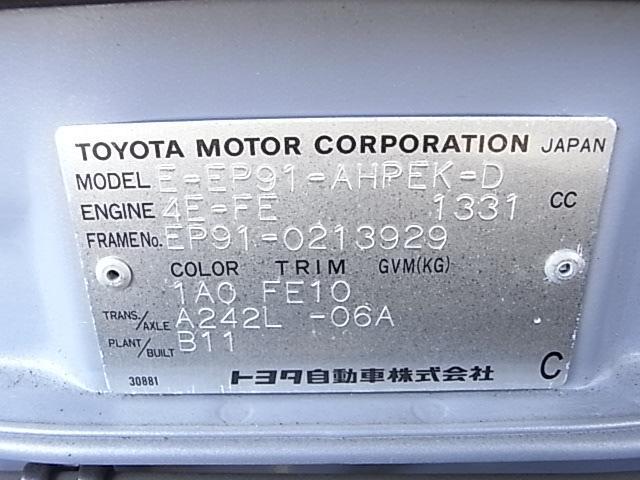 TOYOTA MOTOR CORPORATION JAPAN
MODEL E-EP91-AHPEK-D
ENGINE 4E-FE 1331 CC
FRAME No. EP91-0213929
COLOR TRIM GVM(KG)
1A0 FE10
TRANS./AXLE A242L -06A
PLANT/BUILT B11
30881 トヨタ自動車株式会社 C